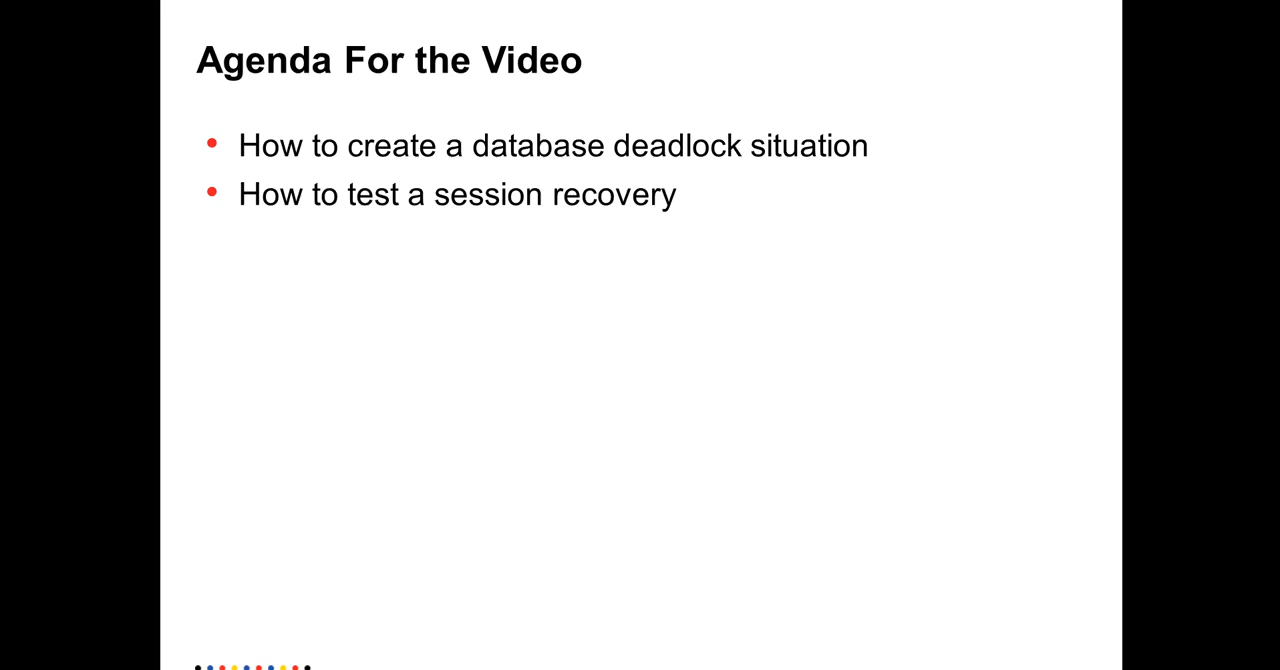 Agenda For the Video
• How to create a database deadlock situation
• How to test a session recovery